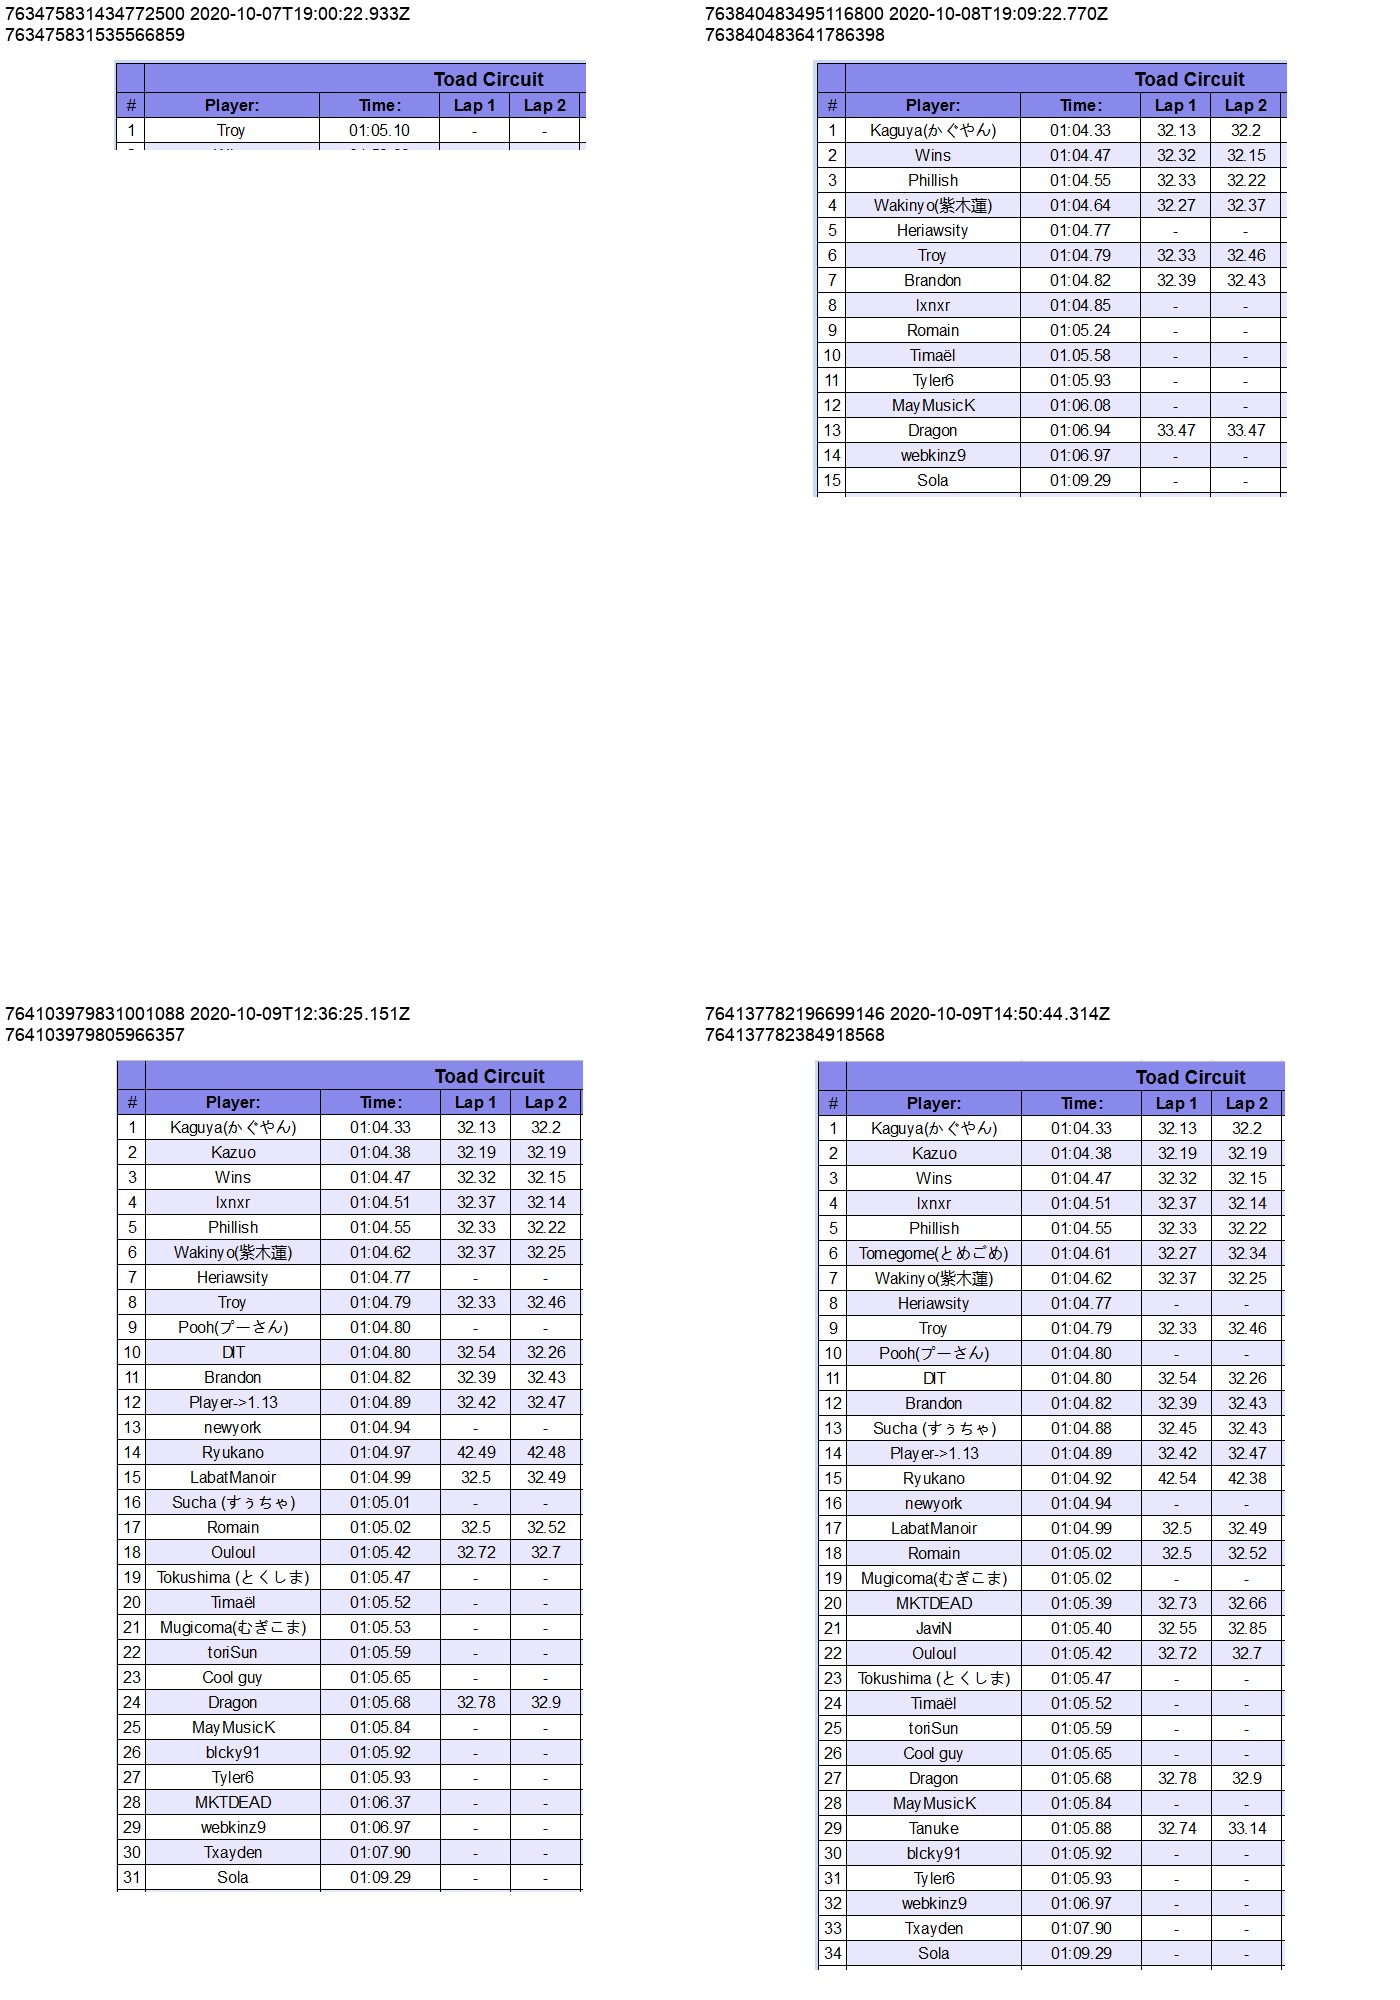 763475831434772500 2020-10-07T19:00:22.933Z
763475831535566859
Toad Circuit
# Player: Time: Lap 1 Lap 2
1 Troy 01:05.10 - -
763840483495116800 2020-10-08T19:09:22.770Z
763840483641786398
Toad Circuit
# Player: Time: Lap 1 Lap 2
1 Kaguya(かぐやん) 01:04.33 32.13 32.2
2 Wins 01:04.47 32.32 32.15
3 Phillish 01:04.55 32.33 32.22
4 Wakinyo(紫木蓮) 01:04.64 32.27 32.37
5 Heriawsity 01:04.77 - -
6 Troy 01:04.79 32.33 32.46
7 Brandon 01:04.82 32.39 32.43
8 lxnxr 01:04.85 - -
9 Romain 01:05.24 - -
10 Timaël 01.05.58 - -
11 Tyler6 01:05.93 - -
12 MayMusicK 01:06.08 - -
13 Dragon 01:06.94 33.47 33.47
14 webkinz9 01:06.97 - -
15 Sola 01:09.29 - -
764103979831001088 2020-10-09T12:36:25.151Z
764103979805966357
Toad Circuit
# Player: Time: Lap 1 Lap 2
1 Kaguya(かぐやん) 01:04.33 32.13 32.2
2 Kazuo 01:04.38 32.19 32.19
3 Wins 01:04.47 32.32 32.15
4 lxnxr 01:04.51 32.37 32.14
5 Phillish 01:04.55 32.33 32.22
6 Wakinyo(紫木蓮) 01:04.62 32.37 32.25
7 Heriawsity 01:04.77 - -
8 Troy 01:04.79 32.33 32.46
9 Pooh(プーさん) 01:04.80 - -
10 DIT 01:04.80 32.54 32.26
11 Brandon 01:04.82 32.39 32.43
12 Player->1.13 01:04.89 32.42 32.47
13 newyork 01:04.94 - -
14 Ryukano 01:04.97 42.49 42.48
15 LabatManoir 01:04.99 32.5 32.49
16 Sucha (すぅちゃ) 01:05.01 - -
17 Romain 01:05.02 32.5 32.52
18 Ouloul 01:05.42 32.72 32.7
19 Tokushima (とくしま) 01:05.47 - -
20 Timaël 01:05.52 - -
21 Mugicoma(むぎこま) 01:05.53 - -
22 toriSun 01:05.59 - -
23 Cool guy 01:05.65 - -
24 Dragon 01:05.68 32.78 32.9
25 MayMusicK 01:05.84 - -
26 blcky91 01:05.92 - -
27 Tyler6 01:05.93 - -
28 MKTDEAD 01:06.37 - -
29 webkinz9 01:06.97 - -
30 Txayden 01:07.90 - -
31 Sola 01:09.29 - -
764137782196699146 2020-10-09T14:50:44.314Z
764137782384918568
Toad Circuit
# Player: Time: Lap 1 Lap 2
1 Kaguya(かぐやん) 01:04.33 32.13 32.2
2 Kazuo 01:04.38 32.19 32.19
3 Wins 01:04.47 32.32 32.15
4 lxnxr 01:04.51 32.37 32.14
5 Phillish 01:04.55 32.33 32.22
6 Tomegome(とめごめ) 01:04.61 32.27 32.34
7 Wakinyo(紫木蓮) 01:04.62 32.37 32.25
8 Heriawsity 01:04.77 - -
9 Troy 01:04.79 32.33 32.46
10 Pooh(プーさん) 01:04.80 - -
11 DIT 01:04.80 32.54 32.26
12 Brandon 01:04.82 32.39 32.43
13 Sucha (すぅちゃ) 01:04.88 32.45 32.43
14 Player->1.13 01:04.89 32.42 32.47
15 Ryukano 01:04.92 42.54 42.38
16 newyork 01:04.94 - -
17 LabatManoir 01:04.99 32.5 32.49
18 Romain 01:05.02 32.5 32.52
19 Mugicoma(むぎこま) 01:05.02 - -
20 MKTDEAD 01:05.39 32.73 32.66
21 JaviN 01:05.40 32.55 32.85
22 Ouloul 01:05.42 32.72 32.7
23 Tokushima (とくしま) 01:05.47 - -
24 Timaël 01:05.52 - -
25 toriSun 01:05.59 - -
26 Cool guy 01:05.65 - -
27 Dragon 01:05.68 32.78 32.9
28 MayMusicK 01:05.84 - -
29 Tanuke 01:05.88 32.74 33.14
30 blcky91 01:05.92 - -
31 Tyler6 01:05.93 - -
32 webkinz9 01:06.97 - -
33 Txayden 01:07.90 - -
34 Sola 01:09.29 - -